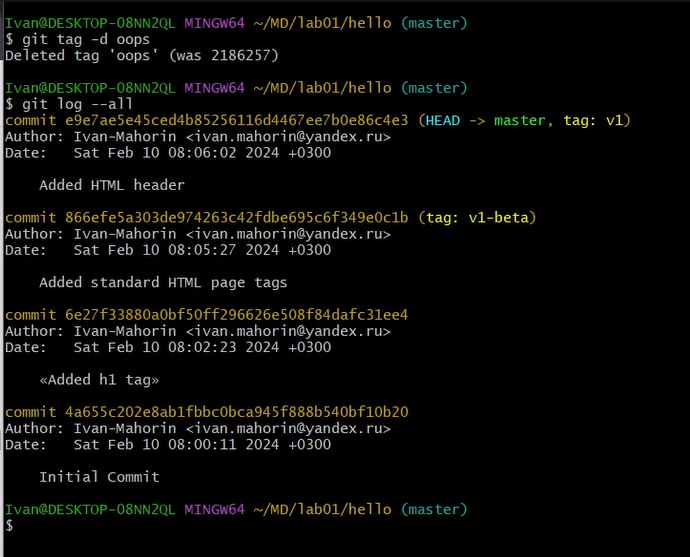 Ivan@DESKTOP-08NN2QL MINGW64 ~/MD/lab01/hello (master)
$ git tag -d oops
Deleted tag 'oops' (was 2186257)
Ivan@DESKTOP-08NN2QL MINGW64 ~/MD/lab01/hello (master)
$ git log --all
commit e9e7ae5e45ced4b85256116d4467ee7b0e86c4e3 (HEAD -> master, tag: v1)
Author: Ivan-Mahorin <ivan.mahorin@yandex.ru>
Date:   Sat Feb 10 08:06:02 2024 +0300
    Added HTML header
commit 866efe5a303de974263c42fdbe695c6f349e0c1b (tag: v1-beta)
Author: Ivan-Mahorin <ivan.mahorin@yandex.ru>
Date:   Sat Feb 10 08:05:27 2024 +0300
    Added standard HTML page tags
commit 6e27f33880a0bf50ff296626e508f84dafc31ee4
Author: Ivan-Mahorin <ivan.mahorin@yandex.ru>
Date:   Sat Feb 10 08:02:23 2024 +0300
    «Added h1 tag»
commit 4a655c202e8ab1fbbc0bca945f888b540bf10b20
Author: Ivan-Mahorin <ivan.mahorin@yandex.ru>
Date:   Sat Feb 10 08:00:11 2024 +0300
    Initial Commit
Ivan@DESKTOP-08NN2QL MINGW64 ~/MD/lab01/hello (master)
$